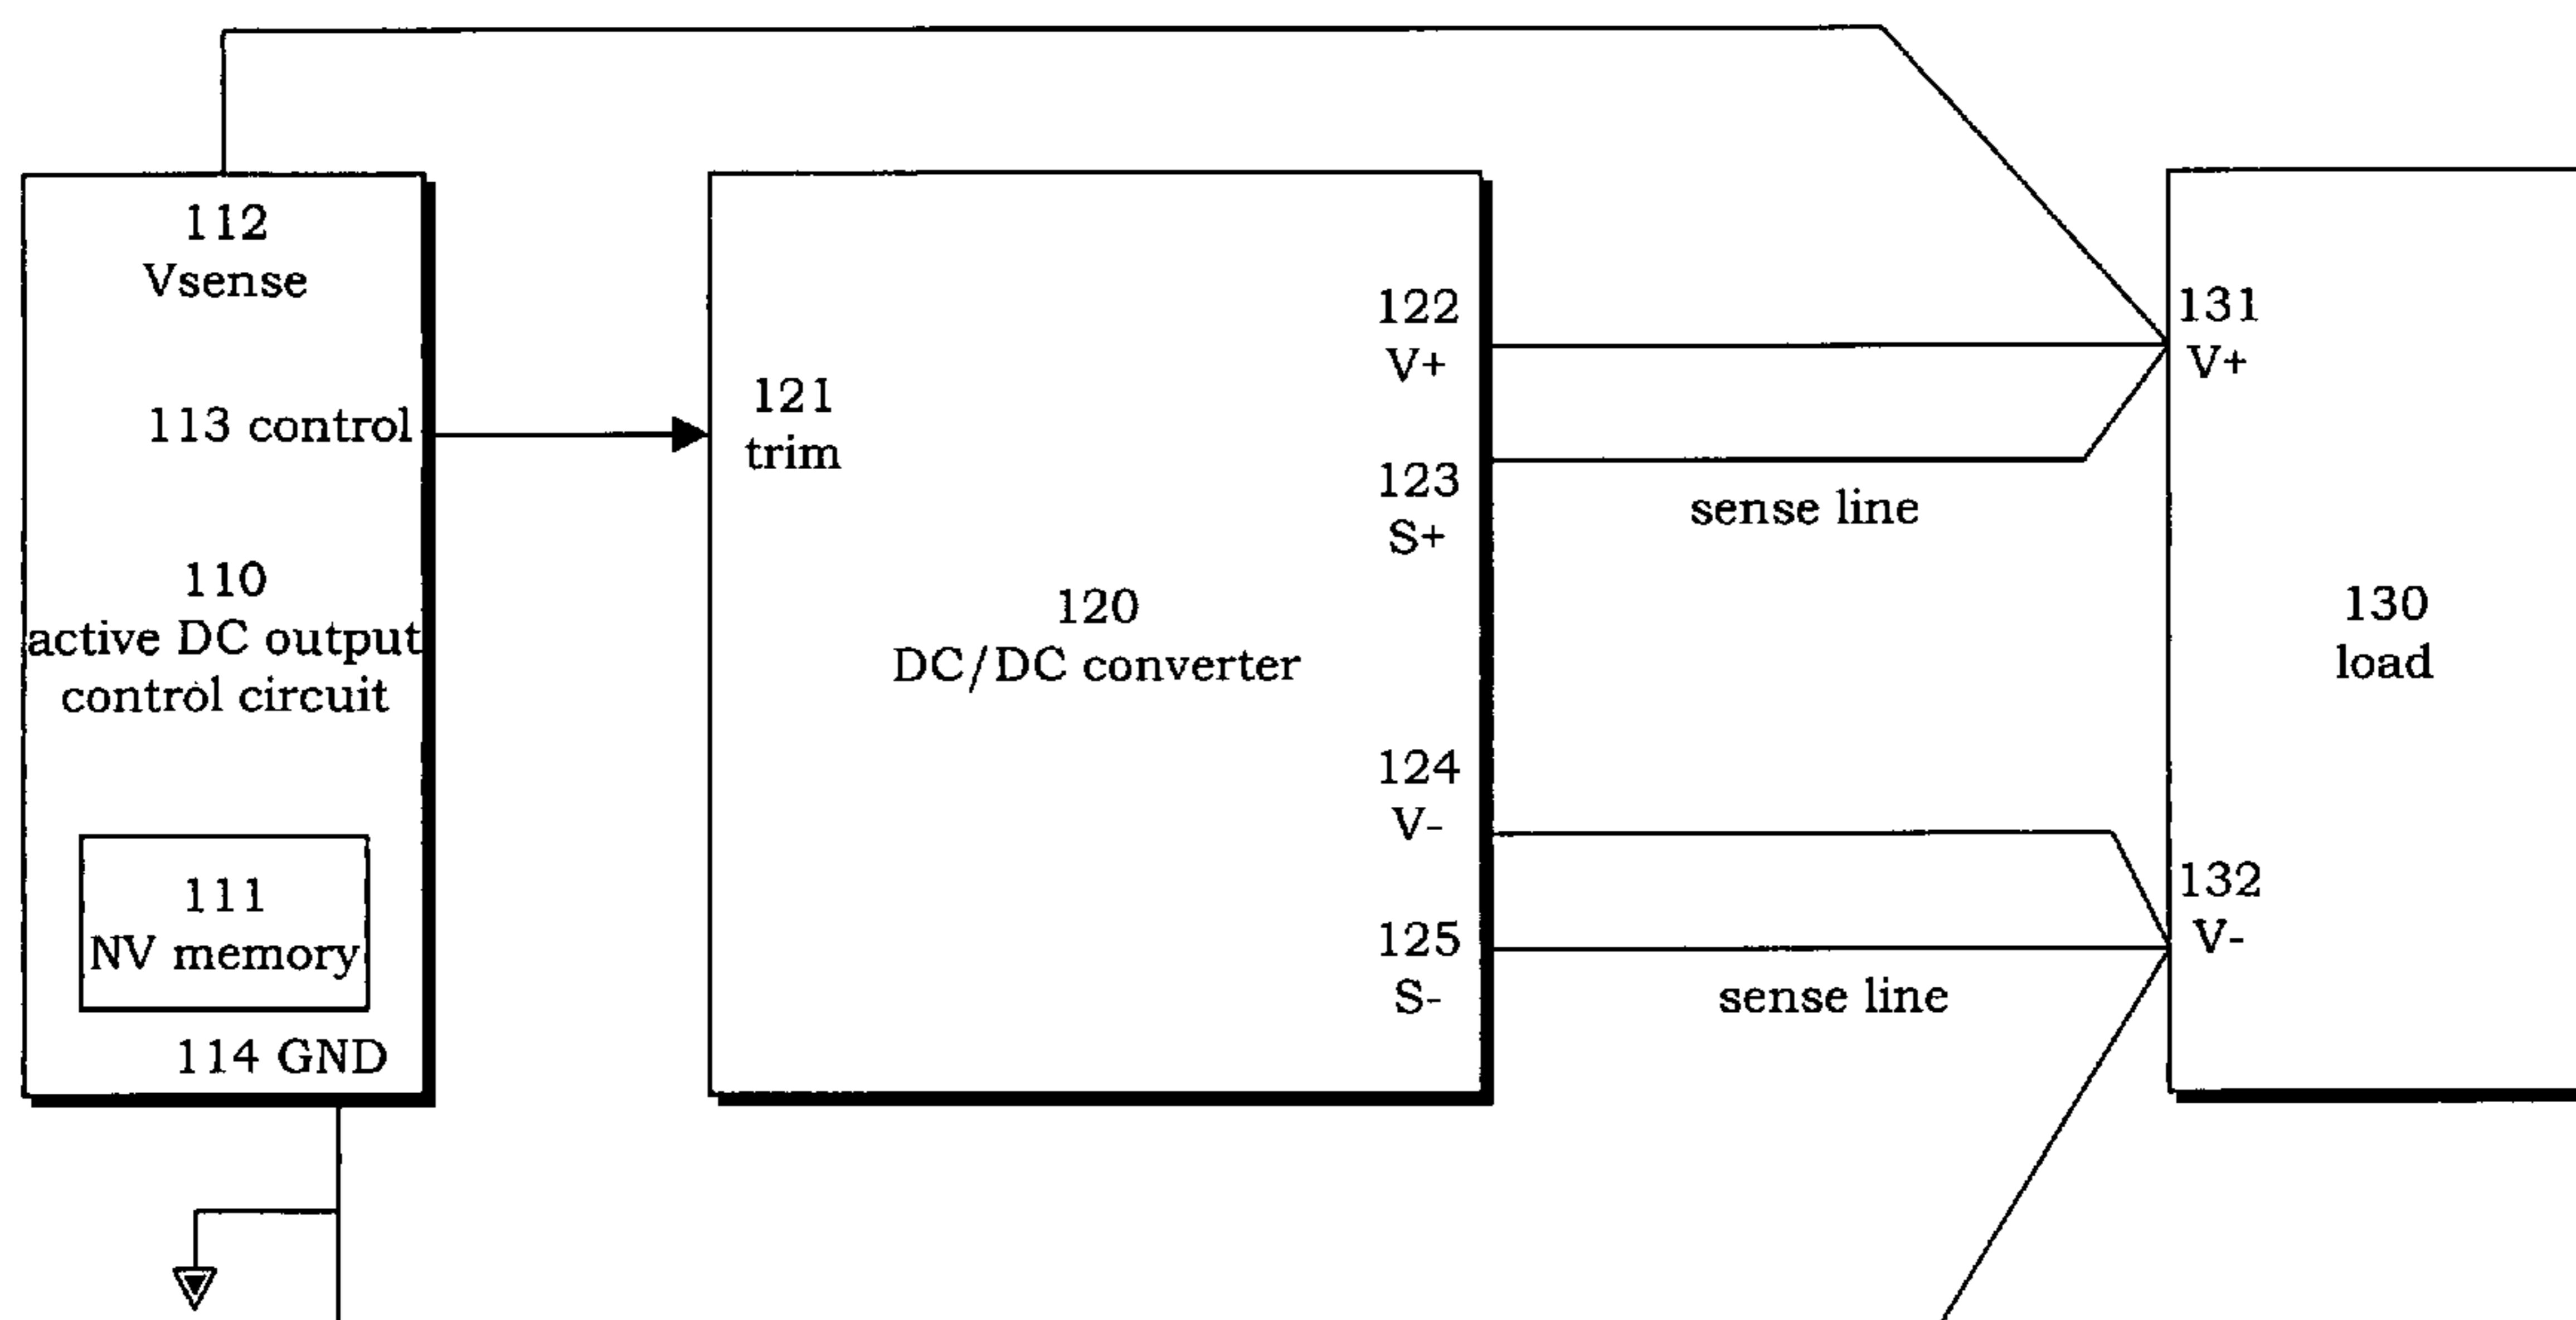 112
Vsense
113 control
110
active DC output
control circuit
111
NV memory
114 GND
121
trim
120
DC/DC converter
122
V+
123
S+
124
V-
125
S-
sense line
sense line
131
V+
130
load
132
V-